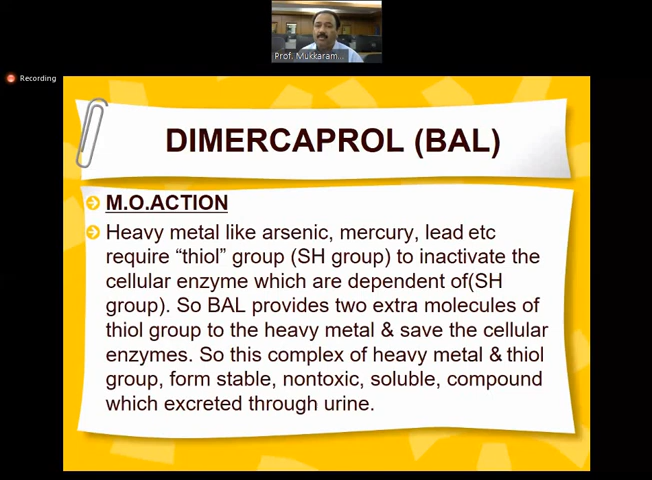 Prof. Mukkaram...
Recording
DIMERCAPROL (BAL)
M.O.ACTION
Heavy metal like arsenic, mercury, lead etc
require “thiol” group (SH group) to inactivate the
cellular enzyme which are dependent of(SH
group). So BAL provides two extra molecules of
thiol group to the heavy metal & save the cellular
enzymes. So this complex of heavy metal & thiol
group, form stable, nontoxic, soluble, compound
which excreted through urine.